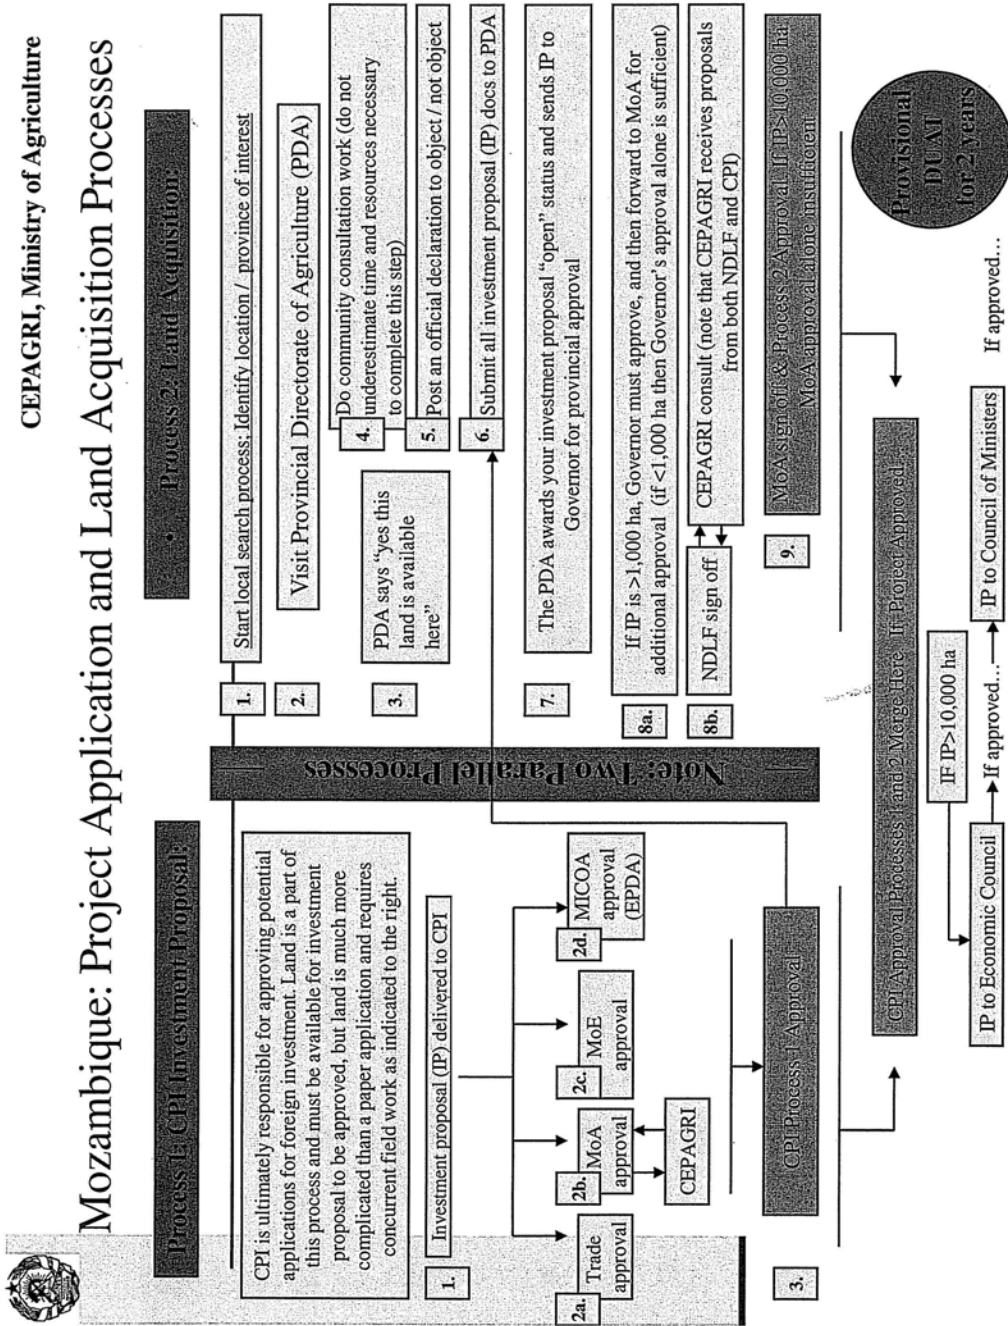 CEPAGRI, Ministry of Agriculture
Mozambique: Project Application and Land Acquisition Processes
Process 1: CPI Investment Proposal:
CPI is ultimately responsible for approving potential
applications for foreign investment. Land is a part of
this process and must be available for investment
proposal to be approved, but land is much more
complicated than a paper application and requires
concurrent field work as indicated to the right.
1.
Investment proposal (IP) delivered to CPI
2a.
Trade
approval
2b.
MoA
approval
CEPAGRI
2c.
MoE
approval
2d.
MICOA
approval
(EPDA)
3.
CPI Process 1 Approval
Note: Two Parallel Processes
• Process 2: Land Acquisition:
1.
Start local search process; Identify location / province of interest
2.
Visit Provincial Directorate of Agriculture (PDA)
3.
PDA says “yes this
land is available
here”
4.
Do community consultation work (do not
underestimate time and resources necessary
to complete this step)
5.
Post an official declaration to object / not object
6.
Submit all investment proposal (IP) docs to PDA
7.
The PDA awards your investment proposal “open” status and sends IP to
Governor for provincial approval
8a.
If IP is >1,000 ha, Governor must approve, and then forward to MoA for
additional approval (if <1,000 ha then Governor’s approval alone is sufficient)
8b.
NDLF sign off
CEPAGRI consult (note that CEPAGRI receives proposals
from both NDLF and CPI)
9.
MoA sign off & Process 2 Approval. If IP>10,000 ha,
MoA approval alone insufficient
CPI Approval Processes 1 and 2 Merge Here If Project Approved
IF IP>10,000 ha
IP to Economic Council
If approved…
IP to Council of Ministers
If approved…
Provisional
DUAT
for 2 years